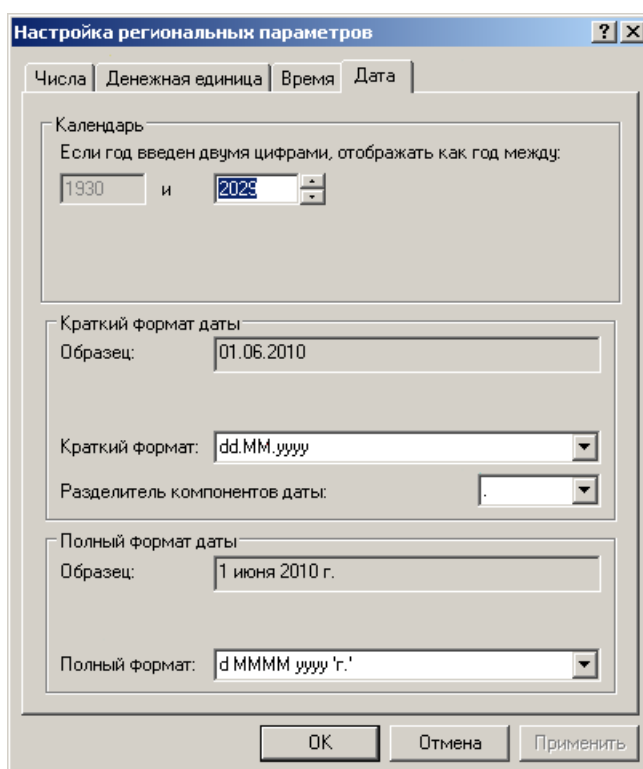 Настройка региональных параметров
Числа Денежная единица Время Дата
Календарь
Если год введен двумя цифрами, отображать как год между:
1930 и 2029
Краткий формат даты
Образец: 01.06.2010
Краткий формат: dd.MM.yyyy
Разделитель компонентов даты: .
Полный формат даты
Образец: 1 июня 2010 г.
Полный формат: d MMMM yyyy 'г.'
OK Отмена Применить